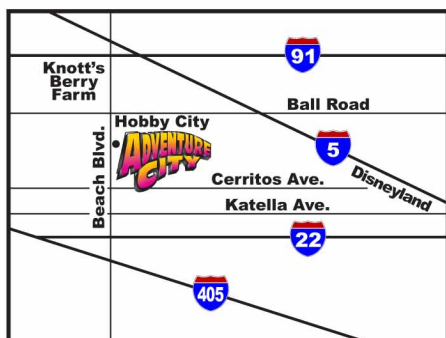 91
Knott's
Berry
Farm
Ball Road
Hobby City
ADVENTURE
CITY
5
Beach Blvd.
Cerritos Ave.
Disneyland
Katella Ave.
22
405